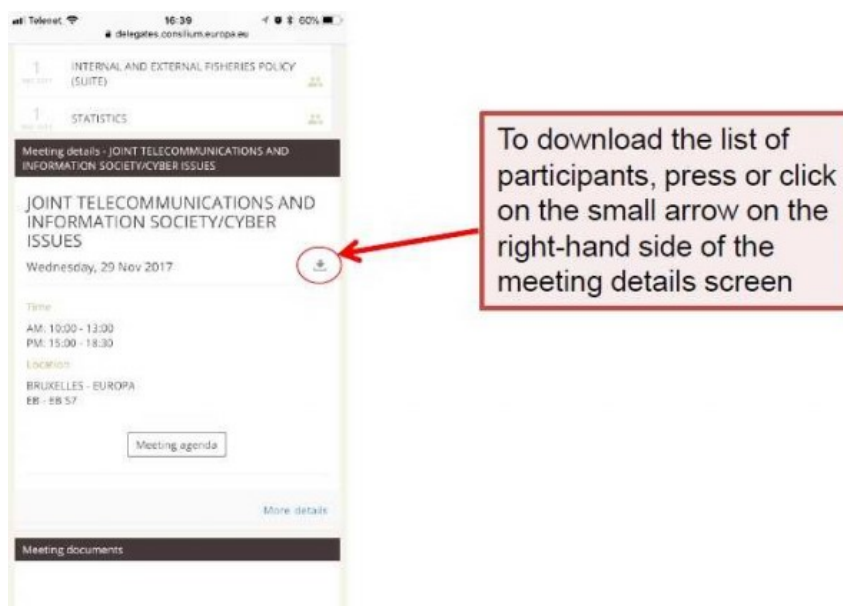 Telenet 16:39 60%
delegates.consilium.europa.eu
1 INTERNAL AND EXTERNAL FISHERIES POLICY
(SUITE)
1 STATISTICS
Meeting details - JOINT TELECOMMUNICATIONS AND
INFORMATION SOCIETY/CYBER ISSUES
JOINT TELECOMMUNICATIONS AND
INFORMATION SOCIETY/CYBER
ISSUES
Wednesday, 29 Nov 2017
Time
AM: 10:00 - 13:00
PM: 15:00 - 18:30
Location
BRUXELLES - EUROPA
EB - EB S7
Meeting agenda
More details
Meeting documents
To download the list of
participants, press or click
on the small arrow on the
right-hand side of the
meeting details screen